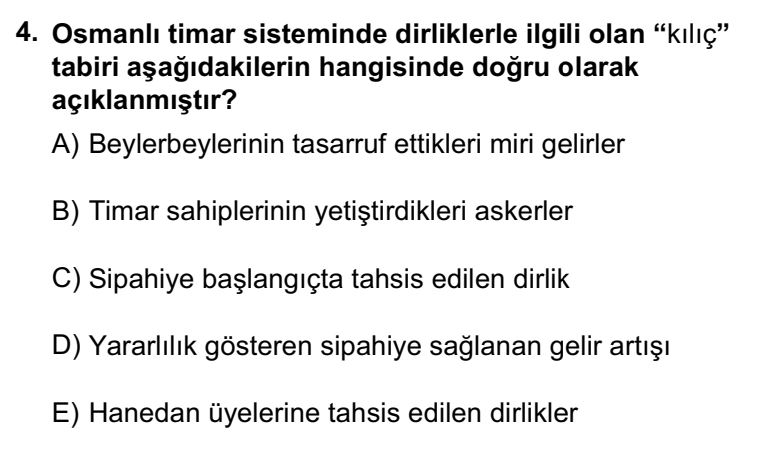 4. Osmanlı timar sisteminde dirliklerle ilgili olan “kılıç”
tabiri aşağıdakilerin hangisinde doğru olarak
açıklanmıştır?
A) Beylerbeylerinin tasarruf ettikleri miri gelirler
B) Timar sahiplerinin yetiştirdikleri askerler
C) Sipahiye başlangıçta tahsis edilen dirlik
D) Yararlılık gösteren sipahiye sağlanan gelir artışı
E) Hanedan üyelerine tahsis edilen dirlikler